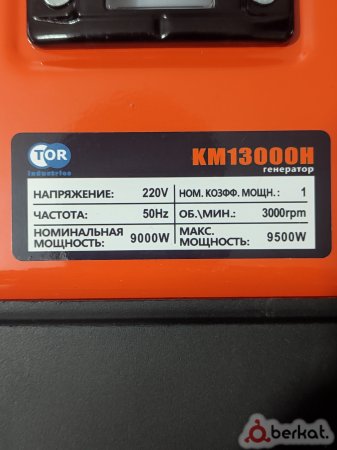 TOR
Industries
KM13000H
генератор
НАПРЯЖЕНИЕ: 220V
НОМ. КОЭФФ. МОЩН.: 1
ЧАСТОТА: 50Hz
ОБ.\МИН.: 3000rpm
НОМИНАЛЬНАЯ
МОЩНОСТЬ: 9000W
МАКС.
МОЩНОСТЬ: 9500W
berkat.